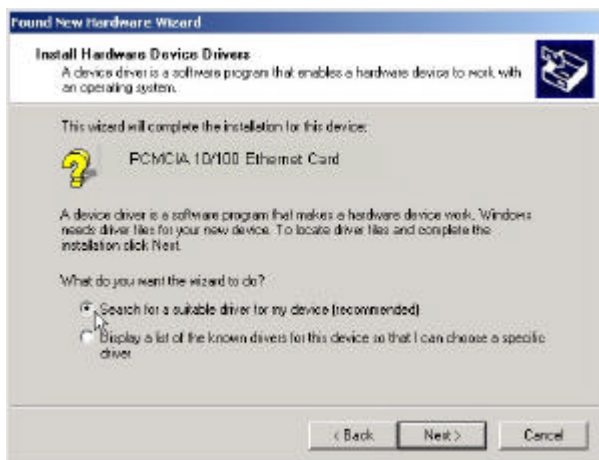 Found New Hardware Wizard
Install Hardware Device Drivers
A device driver is a software program that enables a hardware device to work with
an operating system.
This wizard will complete the installation for this device:
PCMCIA 10/100 Ethernet Card
A device driver is a software program that makes a hardware device work. Windows
needs driver files for your new device. To locate driver files and complete the
installation click Next.
What do you want the wizard to do?
Search for a suitable driver for my device (recommended)
Display a list of the known drivers for this device so that I can choose a specific
driver
< Back
Next >
Cancel